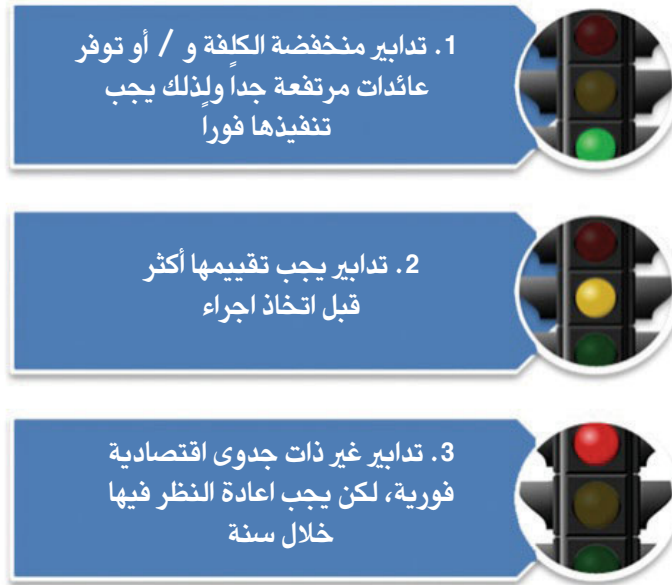 1. تدابير منخفضة الكلفة و / أو توفر
عائدات مرتفعة جداً ولذلك يجب
تنفيذها فوراً
2. تدابير يجب تقييمها أكثر
قبل اتخاذ اجراء
3. تدابير غير ذات جدوى اقتصادية
فورية، لكن يجب اعادة النظر فيها
خلال سنة